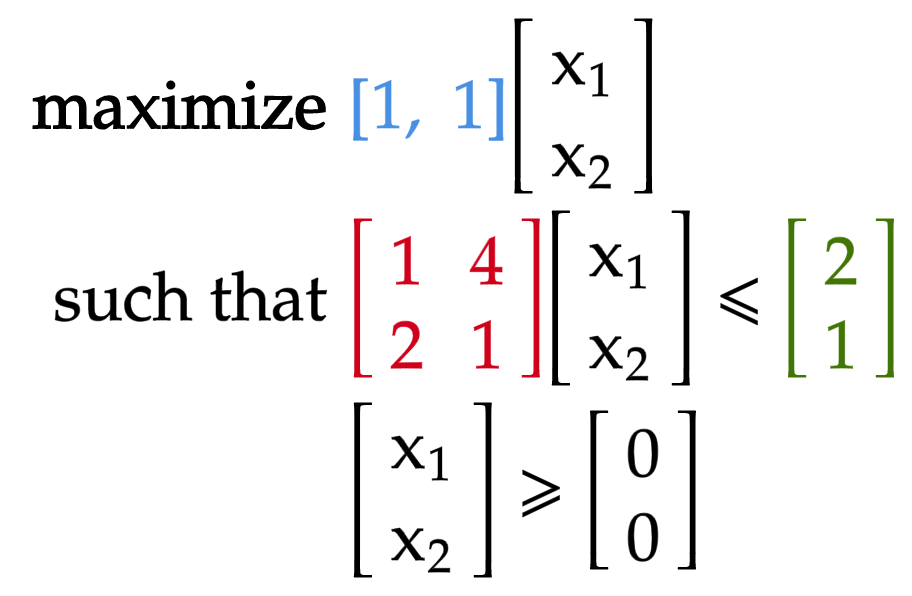 maximize [1, 1] [x₁ x₂]
such that [1 4 2 1] [x₁ x₂] ⩽ [2 1]
[x₁ x₂] ⩾ [0 0]